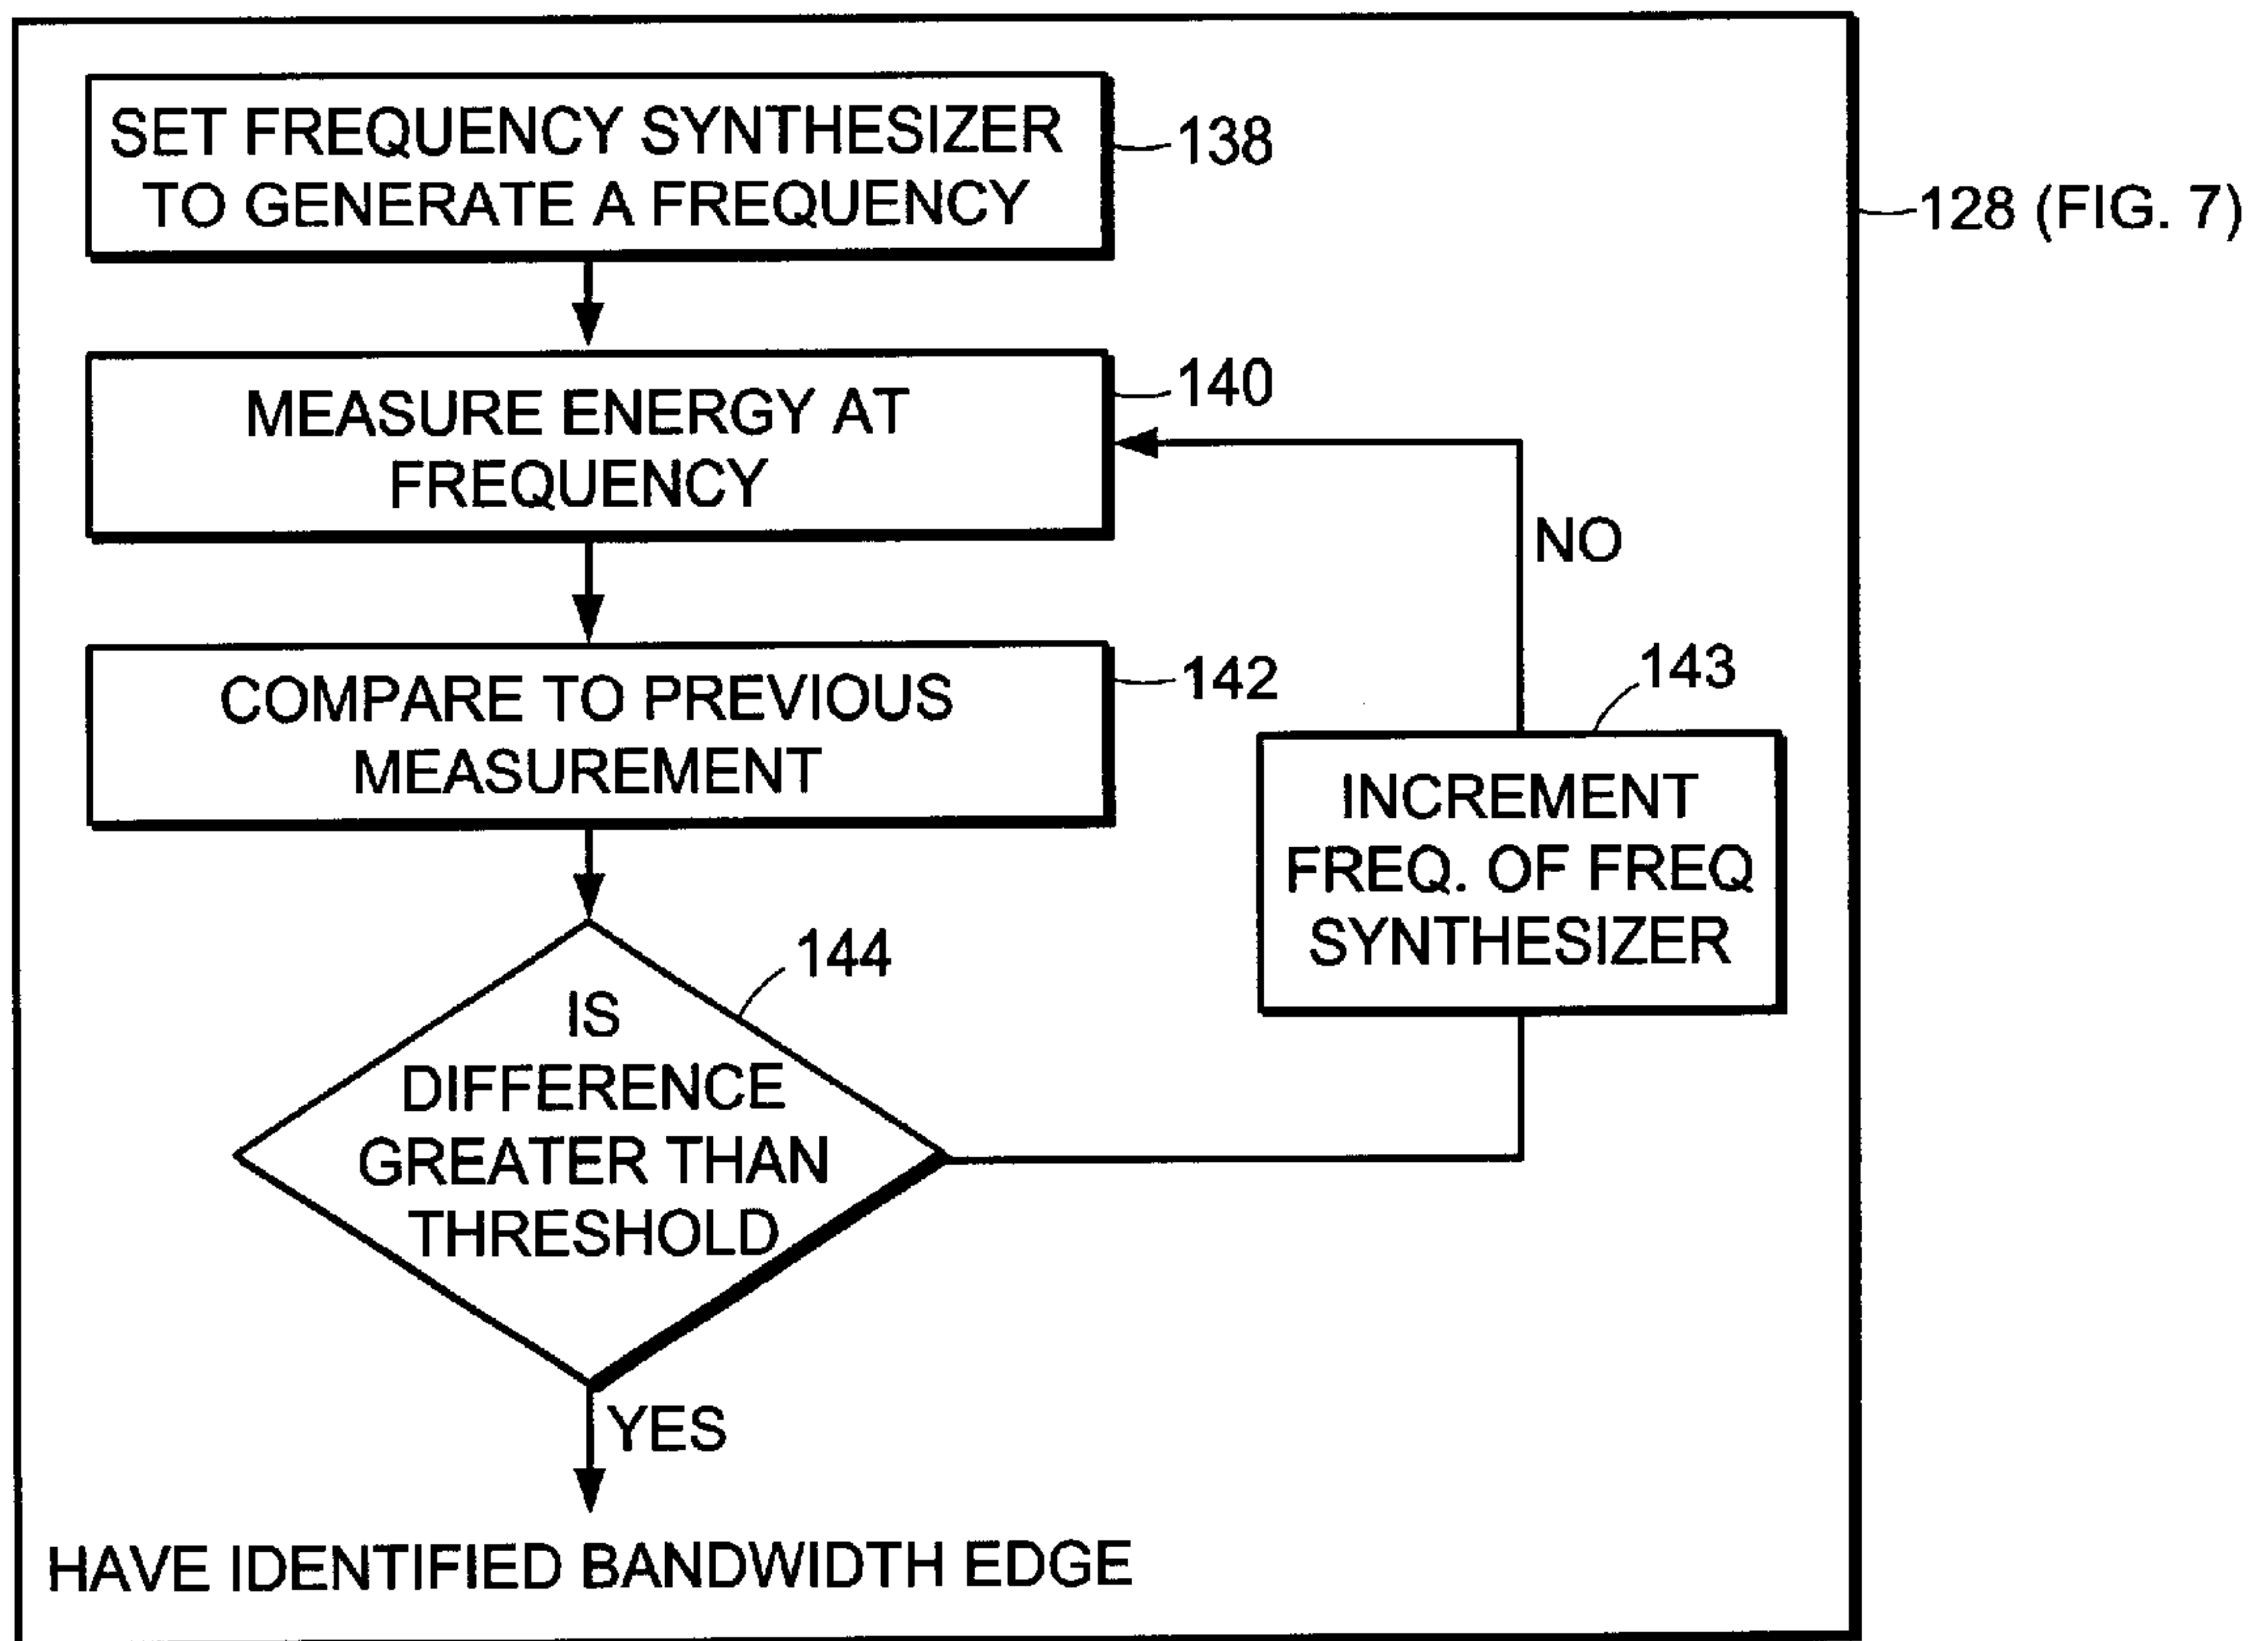 SET FREQUENCY SYNTHESIZER
TO GENERATE A FREQUENCY
138
128 (FIG. 7)
MEASURE ENERGY AT
FREQUENCY
140
NO
COMPARE TO PREVIOUS
MEASUREMENT
142
143
INCREMENT
FREQ. OF FREQ
SYNTHESIZER
144
IS
DIFFERENCE
GREATER THAN
THRESHOLD
YES
HAVE IDENTIFIED BANDWIDTH EDGE